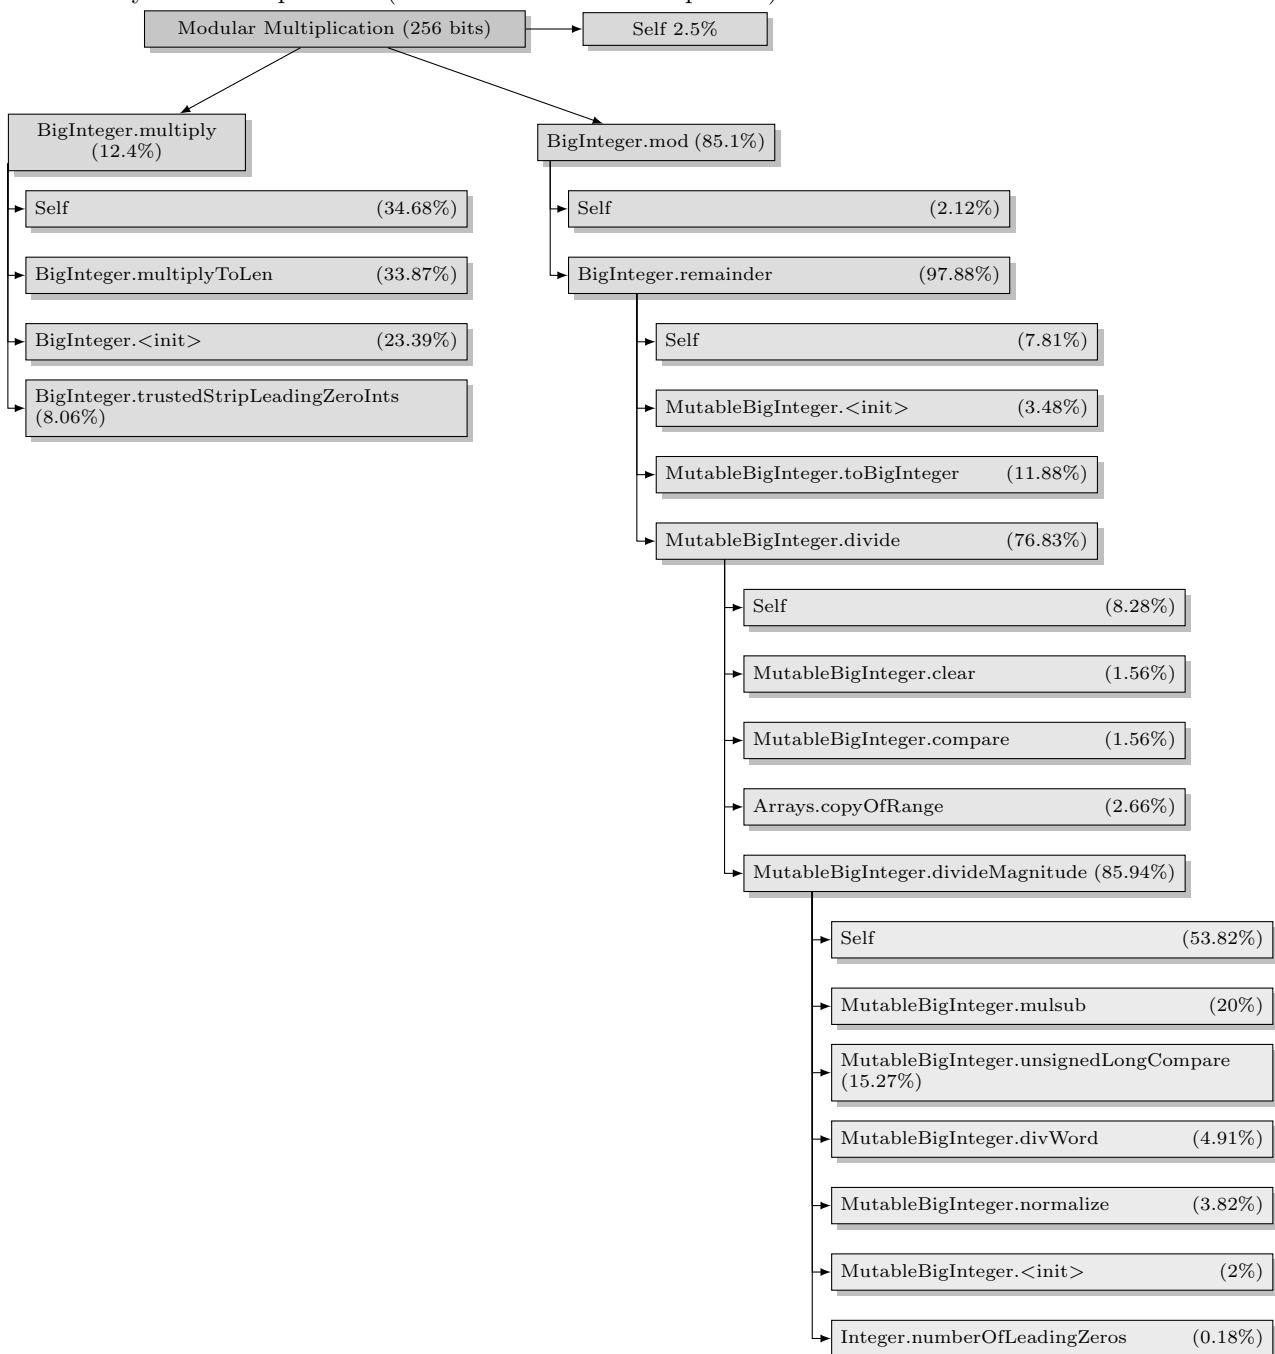 Modular Multiplication (256 bits)
Self 2.5%
BigInteger.multiply
(12.4%)
BigInteger.mod (85.1%)
Self (34.68%)
BigInteger.multiplyToLen (33.87%)
BigInteger.<init> (23.39%)
BigInteger.trustedStripLeadingZeroInts
(8.06%)
Self (2.12%)
BigInteger.remainder (97.88%)
Self (7.81%)
MutableBigInteger.<init> (3.48%)
MutableBigInteger.toBigInteger (11.88%)
MutableBigInteger.divide (76.83%)
Self (8.28%)
MutableBigInteger.clear (1.56%)
MutableBigInteger.compare (1.56%)
Arrays.copyOfRange (2.66%)
MutableBigInteger.divideMagnitude (85.94%)
Self (53.82%)
MutableBigInteger.mulsub (20%)
MutableBigInteger.unsignedLongCompare
(15.27%)
MutableBigInteger.divWord (4.91%)
MutableBigInteger.normalize (3.82%)
MutableBigInteger.<init> (2%)
Integer.numberOfLeadingZeros (0.18%)